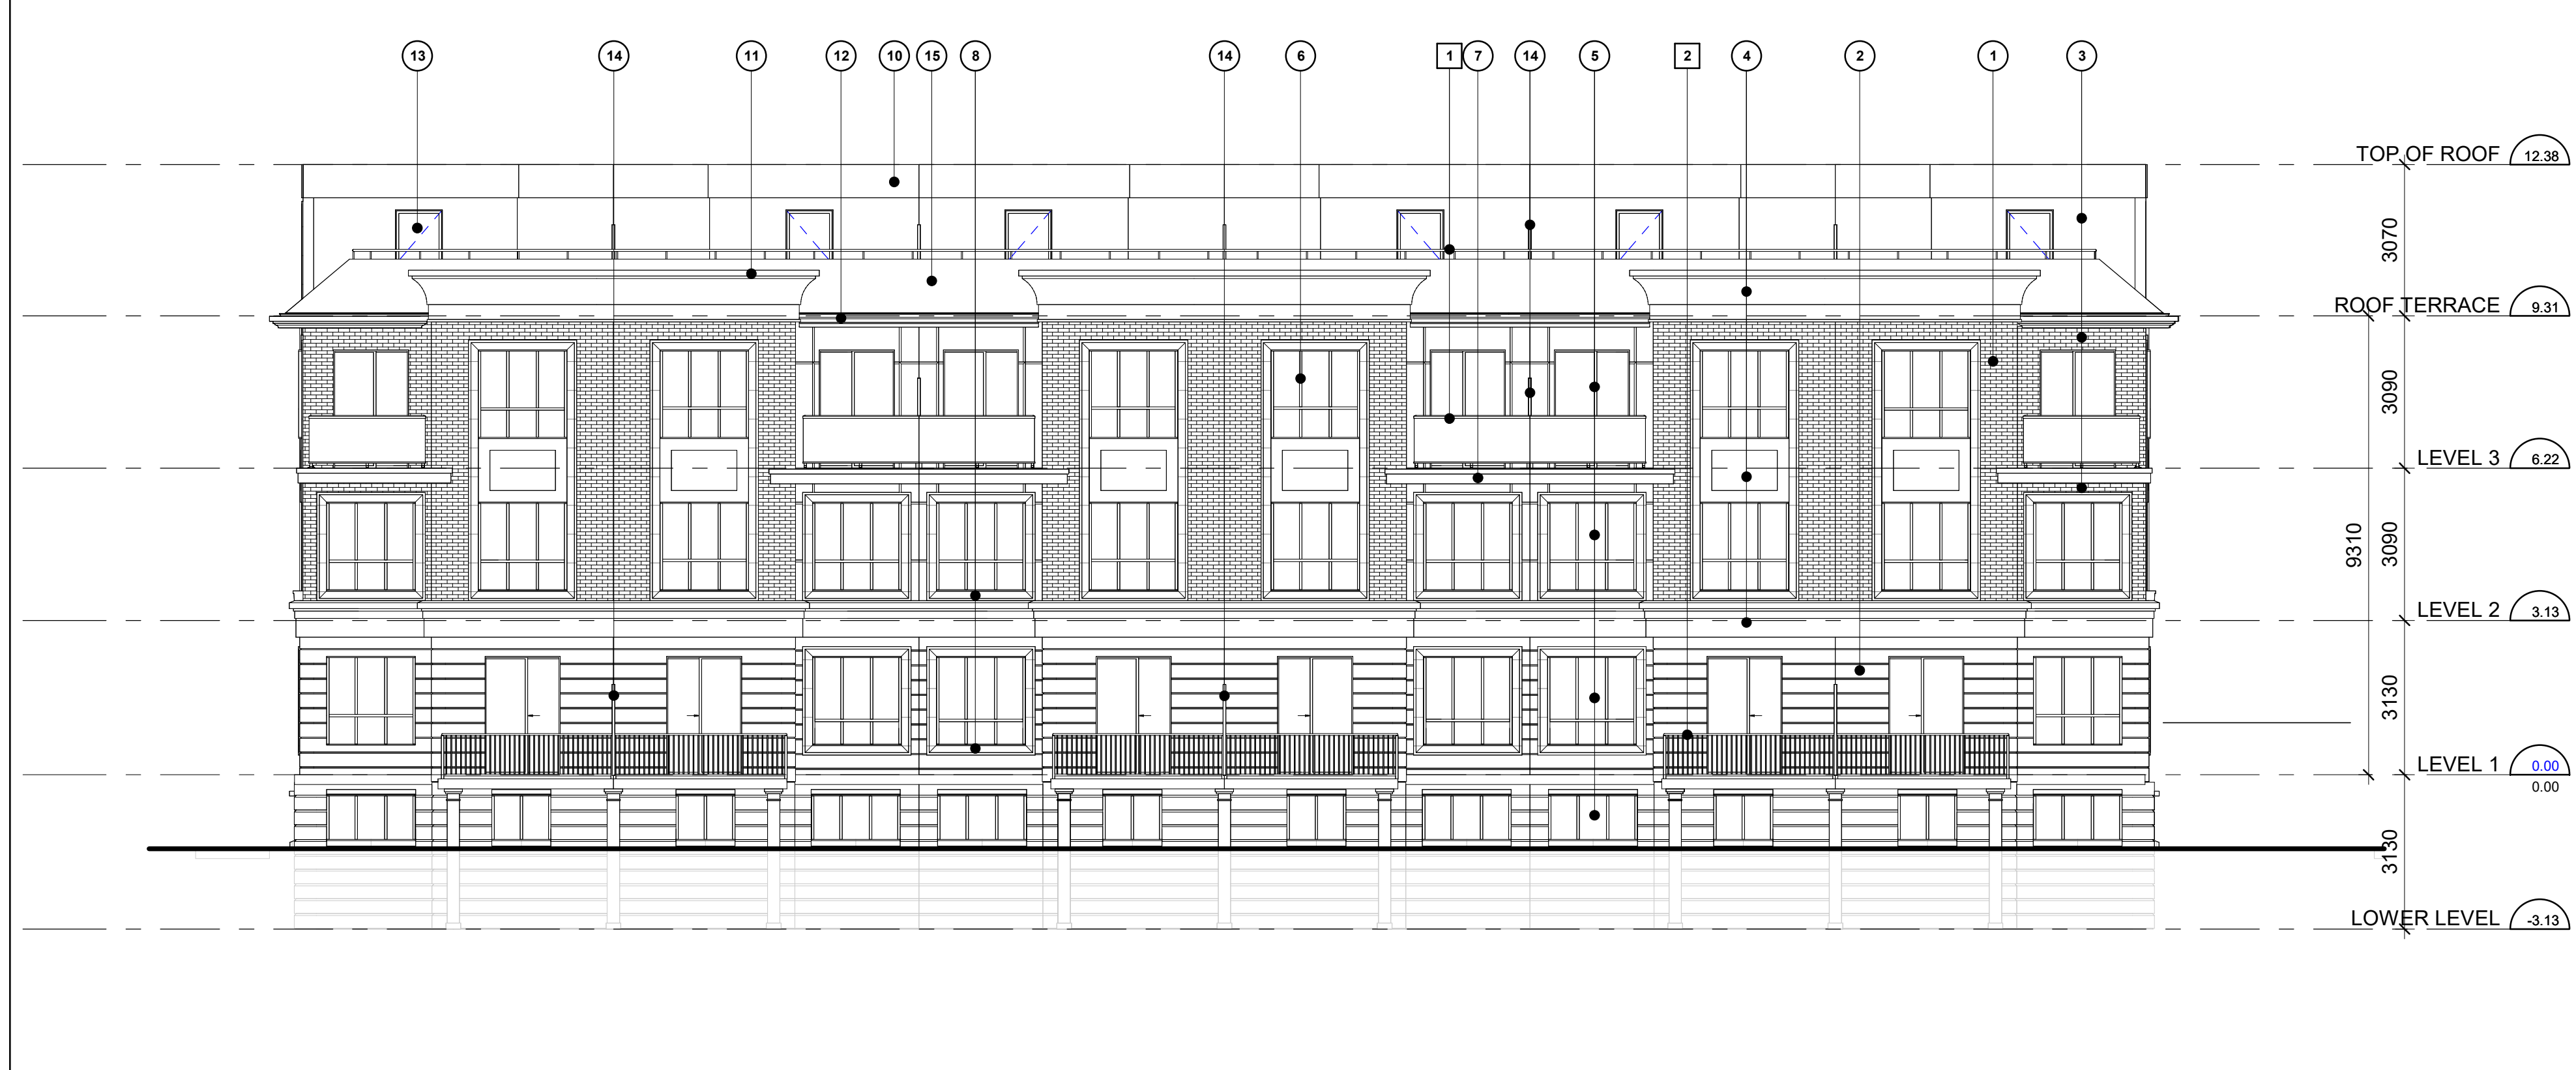 13 14 11 12 10 15 8 14 6 1 7 14 5 2 4 2 1 3
TOP OF ROOF 12.38
3070
ROOF TERRACE 9.31
3090
LEVEL 3 6.22
9310
3090
LEVEL 2 3.13
3130
LEVEL 1 0.00
0.00
3130
LOWER LEVEL -3.13